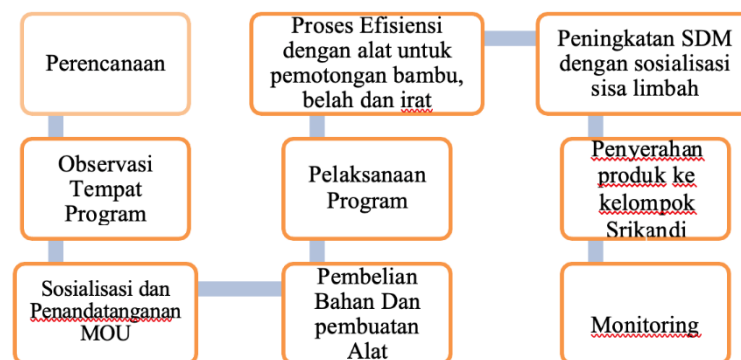 Perencanaan
Observasi
Tempat
Program
Sosialisasi dan
Penandatanganan
MOU
Pembelian
Bahan Dan
pembuatan
Alat
Pelaksanaan
Program
Proses Efisiensi
dengan alat untuk
pemotongan bambu,
belah dan irat
Peningkatan SDM
dengan sosialisasi
sisa limbah
Penyerahan
produk ke
kelompok
Srikandi
Monitoring